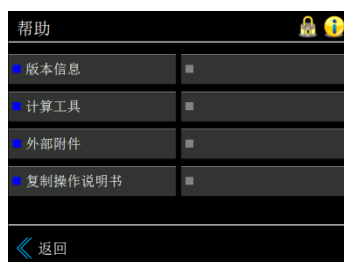 帮助
版本信息
计算工具
外部附件
复制操作说明书
返回